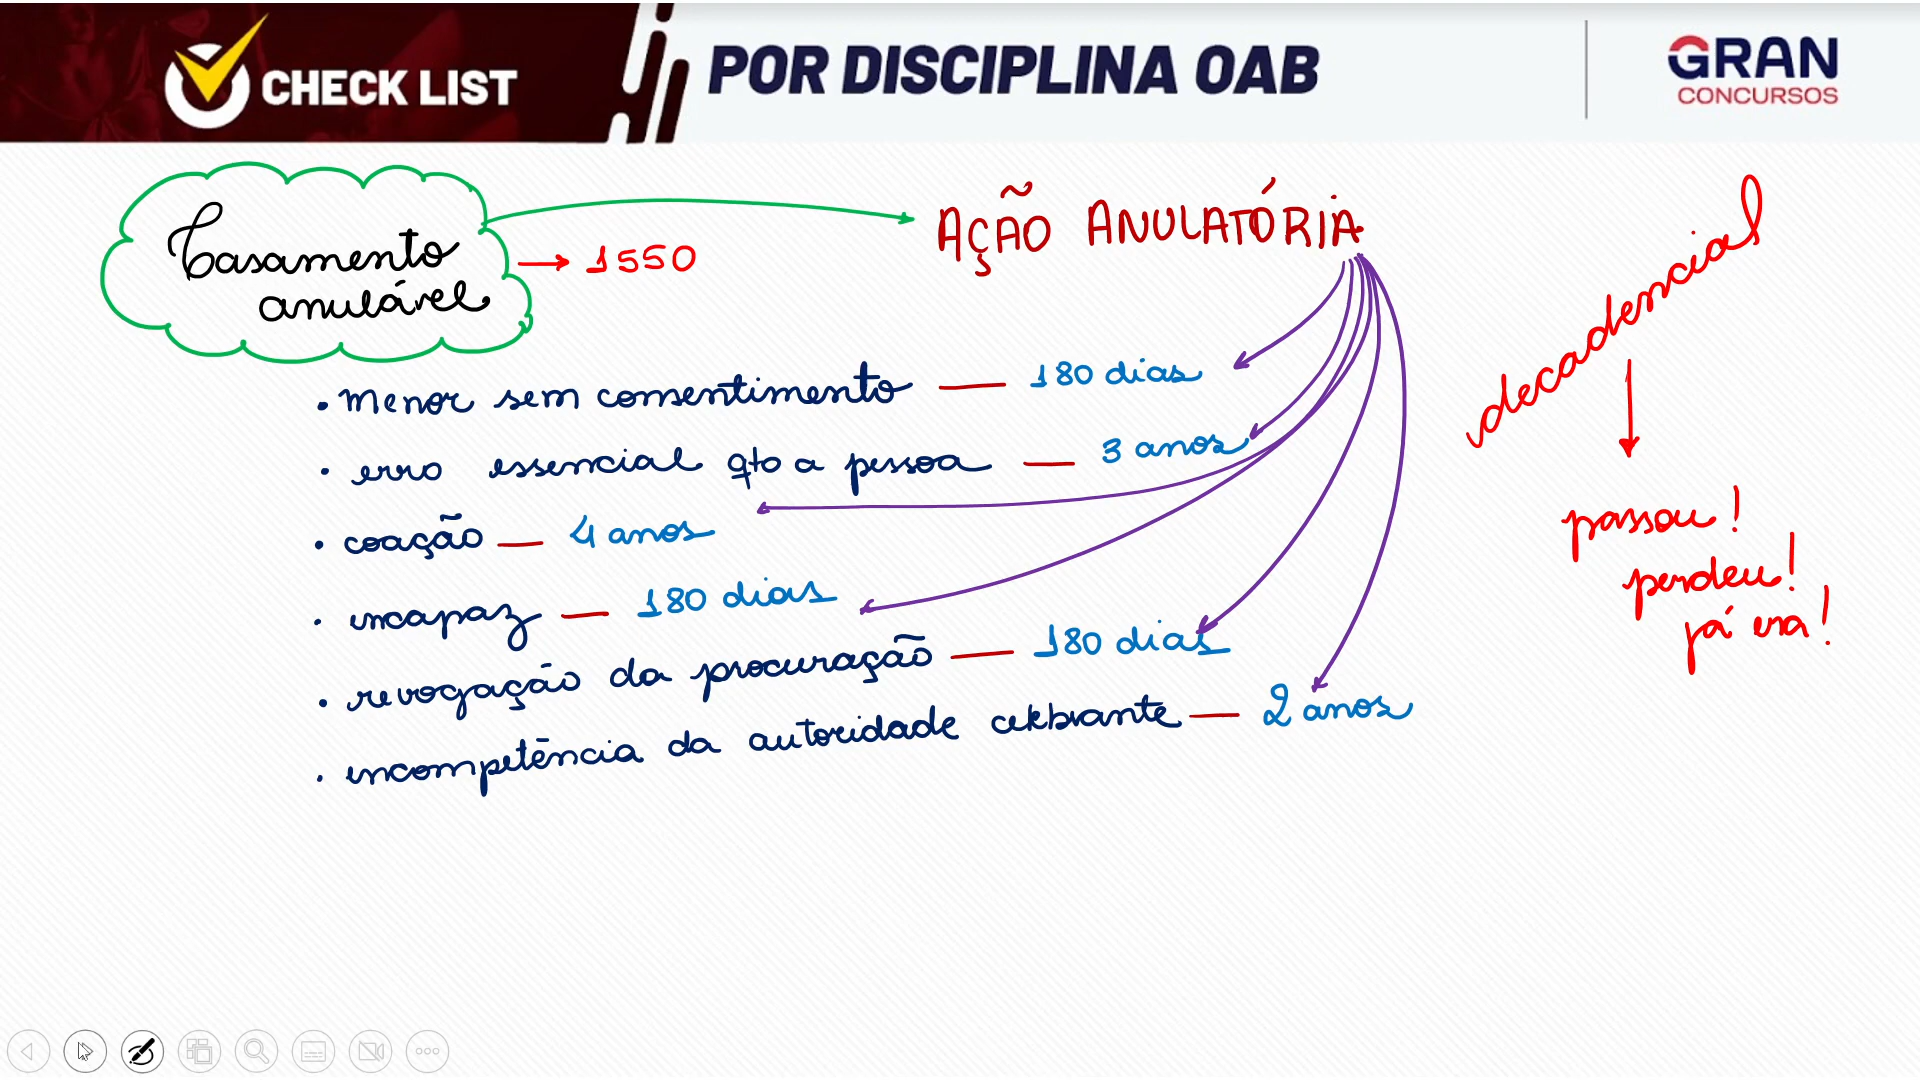 CHECK LIST
POR DISCIPLINA OAB
GRAN
CONCURSOS
Casamento
anulável
1550
AÇÃO ANULATÓRIA
decadencial
passou!
perdeu!
já era!
• menor sem consentimento — 180 dias
• erro essencial qto a pessoa — 3 anos
• coação — 4 anos
• incapaz — 180 dias
• revogação da procuração — 180 dias
• incompetência da autoridade celebrante — 2 anos